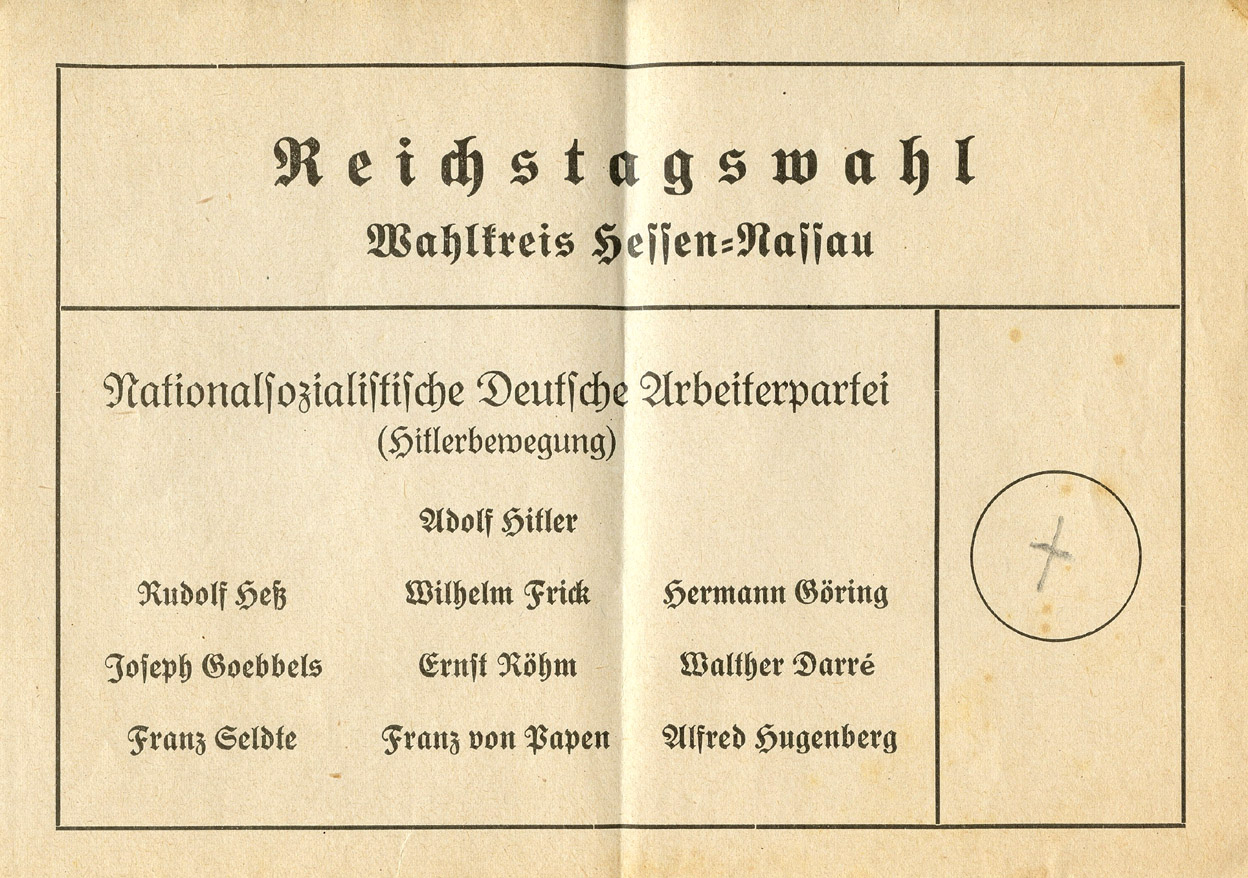 Reichstagswahl
Wahlkreis Hessen=Nassau
Nationalsozialistische Deutsche Arbeiterpartei
(Hitlerbewegung)
Adolf Hitler
Rudolf Heß Wilhelm Frick Hermann Göring
Joseph Goebbels Ernst Röhm Walther Darré
Franz Seldte Franz von Papen Alfred Hugenberg